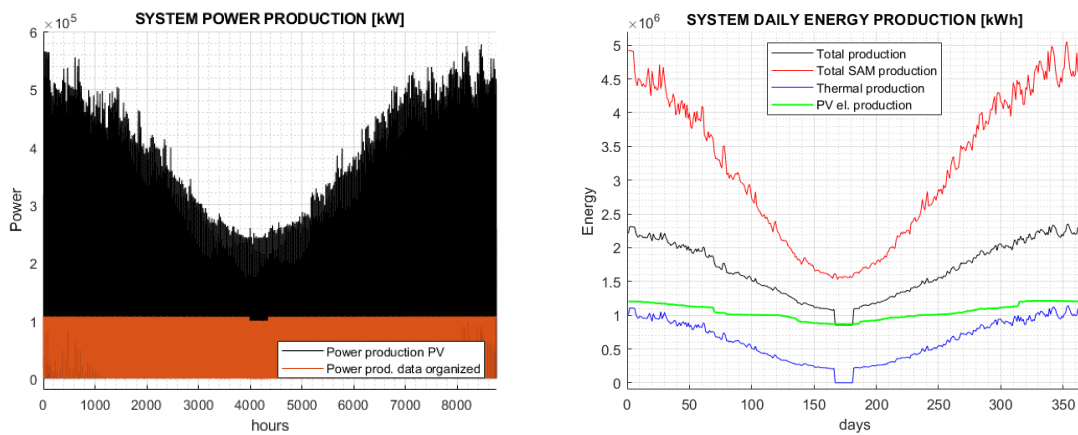 SYSTEM POWER PRODUCTION [kW]
×10^5
6
5
4
3
2
1
0
Power
0 1000 2000 3000 4000 5000 6000 7000 8000
hours
Power production PV
Power prod. data organized
SYSTEM DAILY ENERGY PRODUCTION [kWh]
×10^6
5
4.5
4
3.5
3
2.5
2
1.5
1
0.5
0
Energy
0 50 100 150 200 250 300 350
days
Total production
Total SAM production
Thermal production
PV el. production